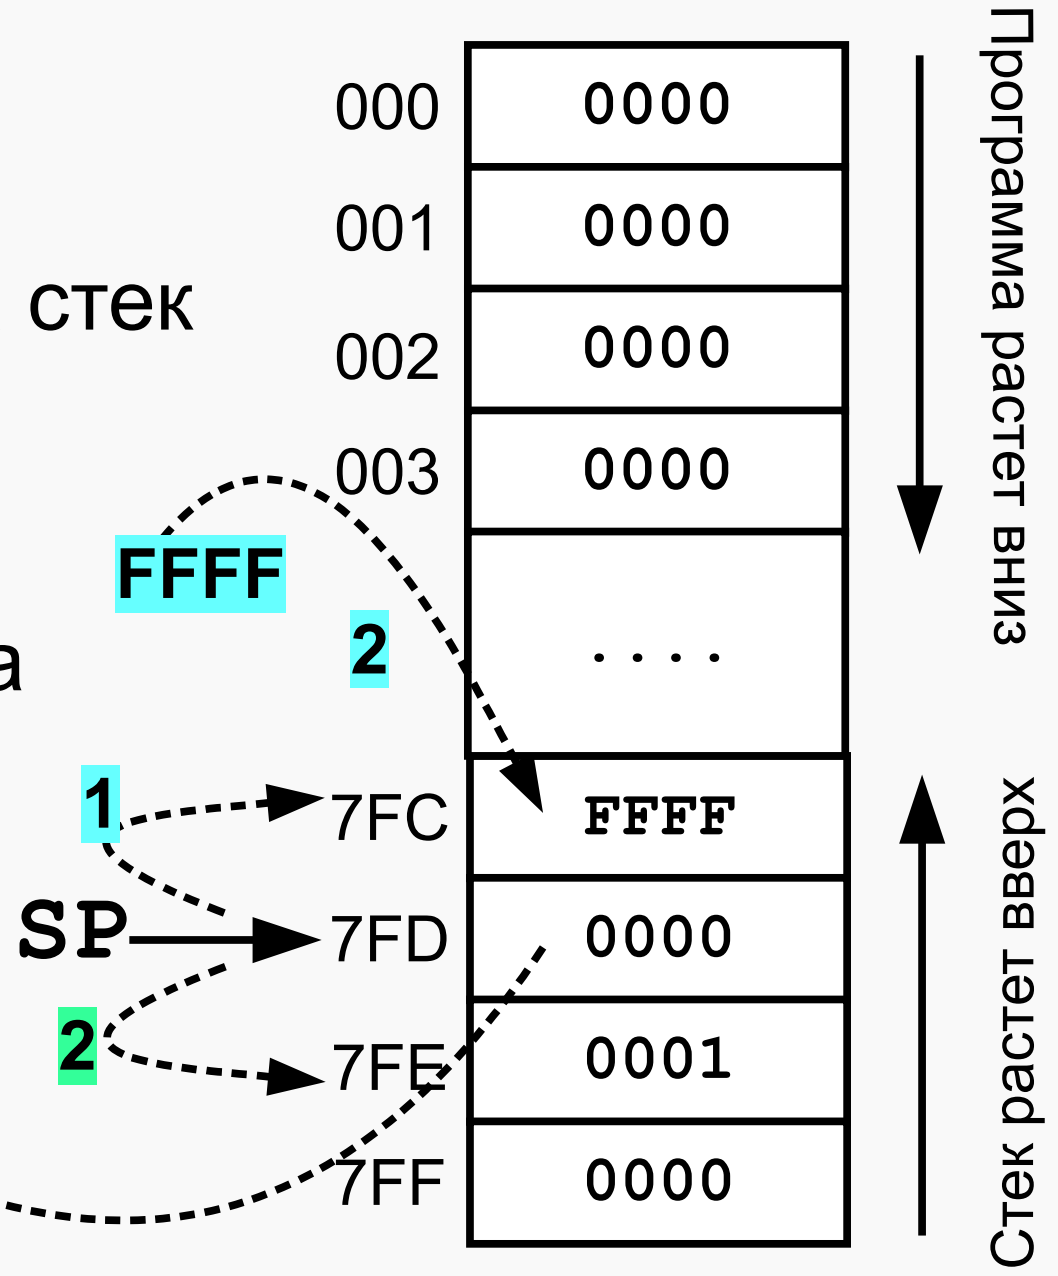 000 0000
001 0000
стек
002 0000
003 0000
FFFF
2
....
а
1
7FC FFFF
SP 7FD 0000
2
7FE 0001
7FF 0000
Программа растет вниз
Стек растет вверх